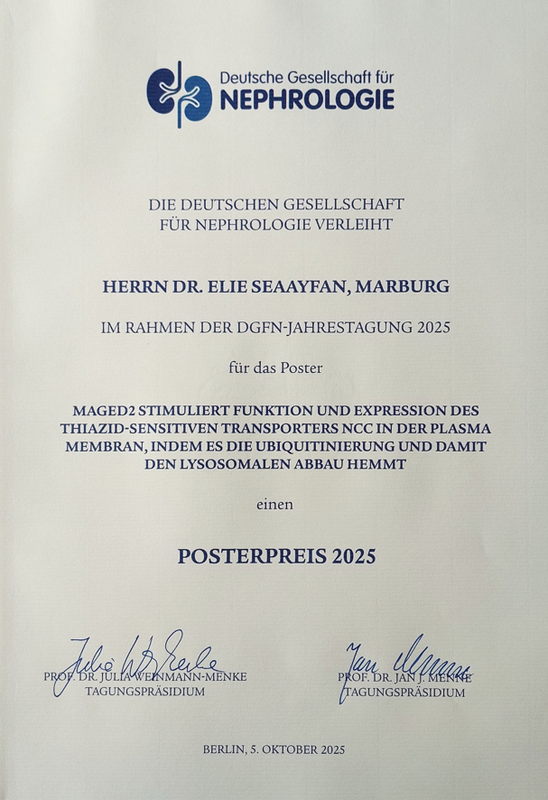 Deutsche Gesellschaft für
NEPHROLOGIE
DIE DEUTSCHEN GESELLSCHAFT
FÜR NEPHROLOGIE VERLEIHT
HERRN DR. ELIE SEAAYFAN, MARBURG
IM RAHMEN DER DGFN-JAHRESTAGUNG 2025
für das Poster
MAGED2 STIMULIERT FUNKTION UND EXPRESSION DES
THIAZID-SENSITIVEN TRANSPORTERS NCC IN DER PLASMA
MEMBRAN, INDEM ES DIE UBIQUITINIERUNG UND DAMIT
DEN LYSOSOMALEN ABBAU HEMMT
einen
POSTERPREIS 2025
PROF. DR. JULIA WEINMANN-MENKE
TAGUNGSPRÄSIDIUM
PROF. DR. JAN J. MENNE
TAGUNGSPRÄSIDIUM
BERLIN, 5. OKTOBER 2025